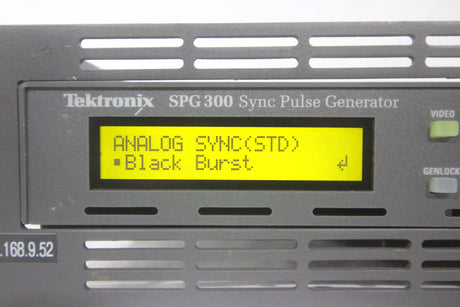 Tektronix SPG 300 Sync Pulse Generator
VIDEO
ANALOG SYNC(STD)
▪Black Burst ↲
GENLOCK
.168.9.52